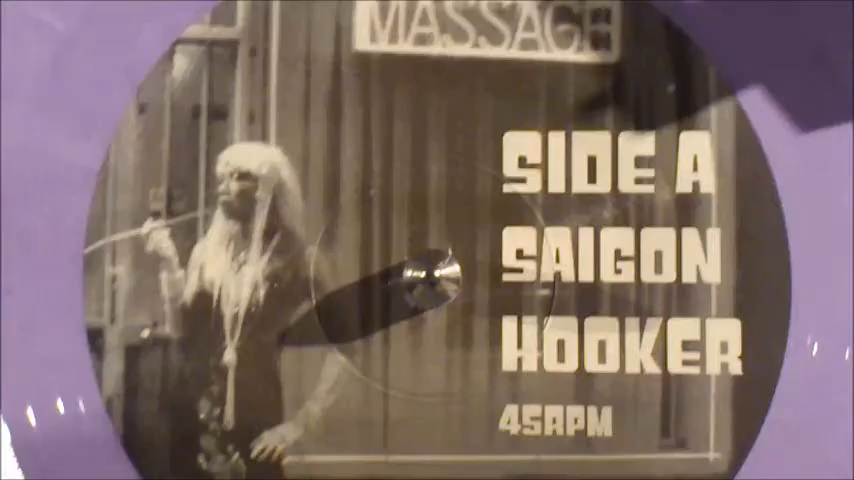 MASSAGE
SIDE A
SAIGON
HOOKER
45RPM